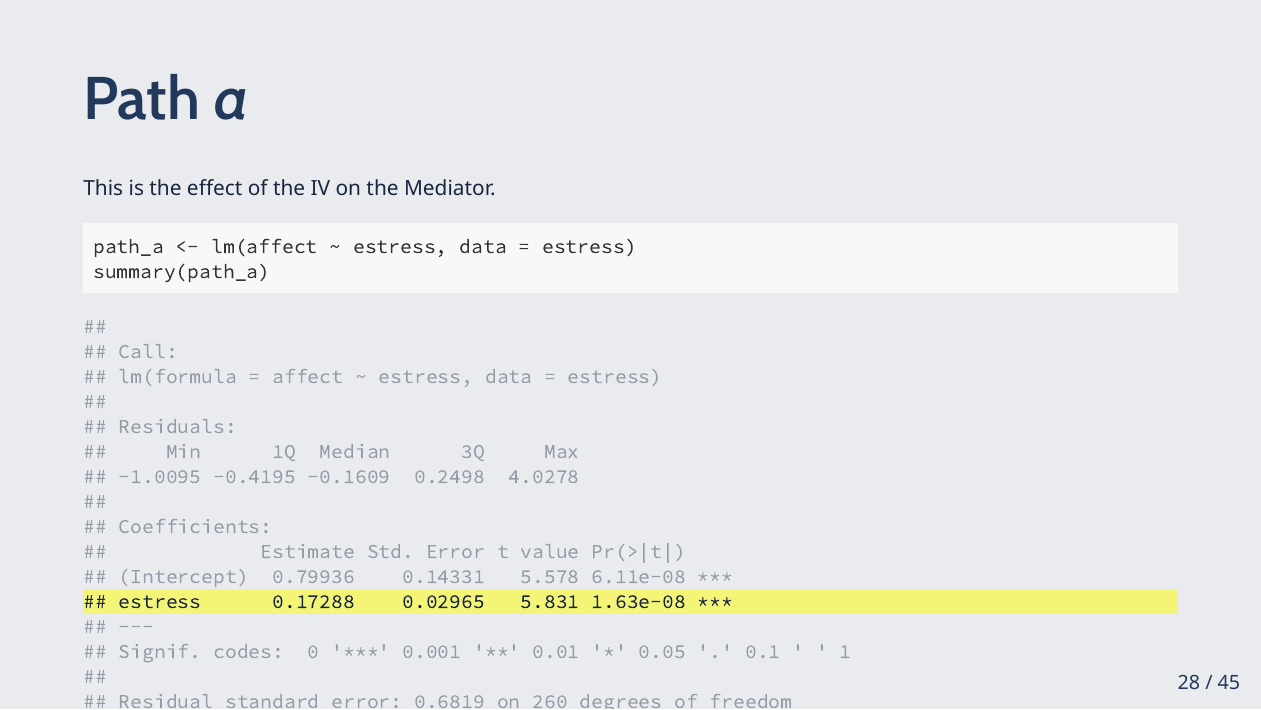 Path a
This is the effect of the IV on the Mediator.
path_a <- lm(affect ~ estress, data = estress)
summary(path_a)
##
## Call:
## lm(formula = affect ~ estress, data = estress)
##
## Residuals:
##     Min      1Q  Median      3Q     Max
## -1.0095 -0.4195 -0.1609  0.2498  4.0278
##
## Coefficients:
##             Estimate Std. Error t value Pr(>|t|)
## (Intercept)  0.79936    0.14331   5.578 6.11e-08 ***
## estress      0.17288    0.02965   5.831 1.63e-08 ***
## ---
## Signif. codes:  0 '***' 0.001 '**' 0.01 '*' 0.05 '.' 0.1 ' ' 1
##
## Residual standard error: 0.6819 on 260 degrees of freedom
28 / 45